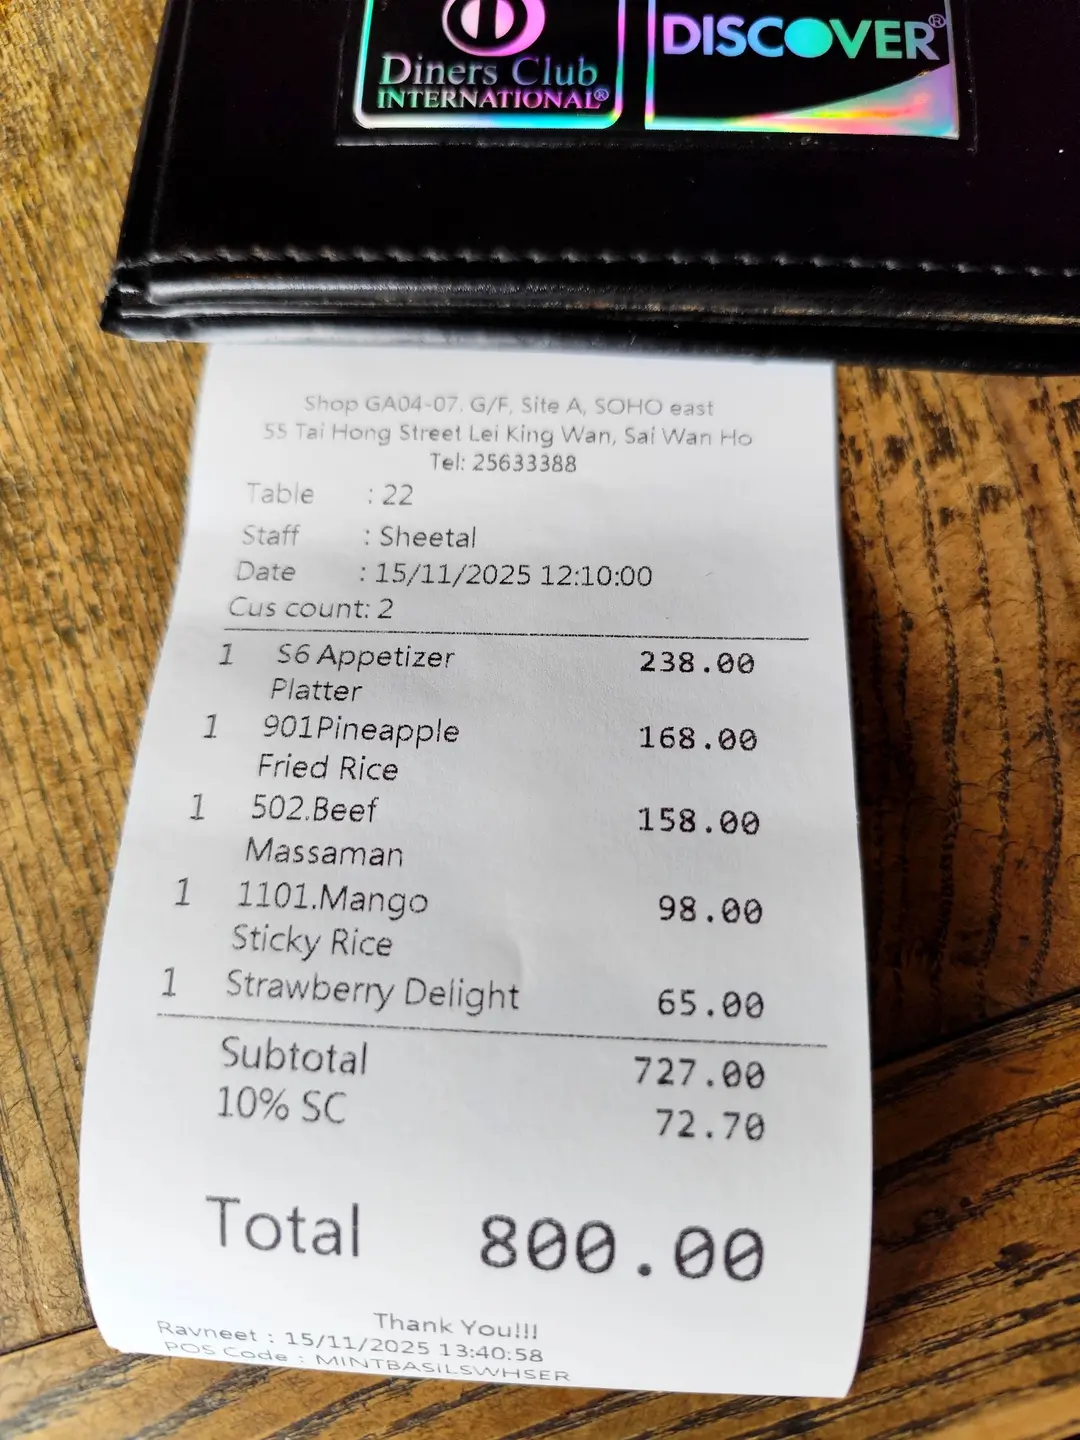 Diners Club
INTERNATIONAL®
DISCOVER®
Shop GA04-07. G/F, Site A, SOHO east
55 Tai Hong Street Lei King Wan, Sai Wan Ho
Tel: 25633388
Table : 22
Staff : Sheetal
Date : 15/11/2025 12:10:00
Cus count: 2
1 S6 Appetizer 238.00
Platter
1 901Pineapple 168.00
Fried Rice
1 502.Beef 158.00
Massaman
1 1101.Mango 98.00
Sticky Rice
1 Strawberry Delight 65.00
Subtotal 727.00
10% SC 72.70
Total 800.00
Thank You!!!
Ravneet : 15/11/2025 13:40:58
POS Code : MINTBASILSWHSER